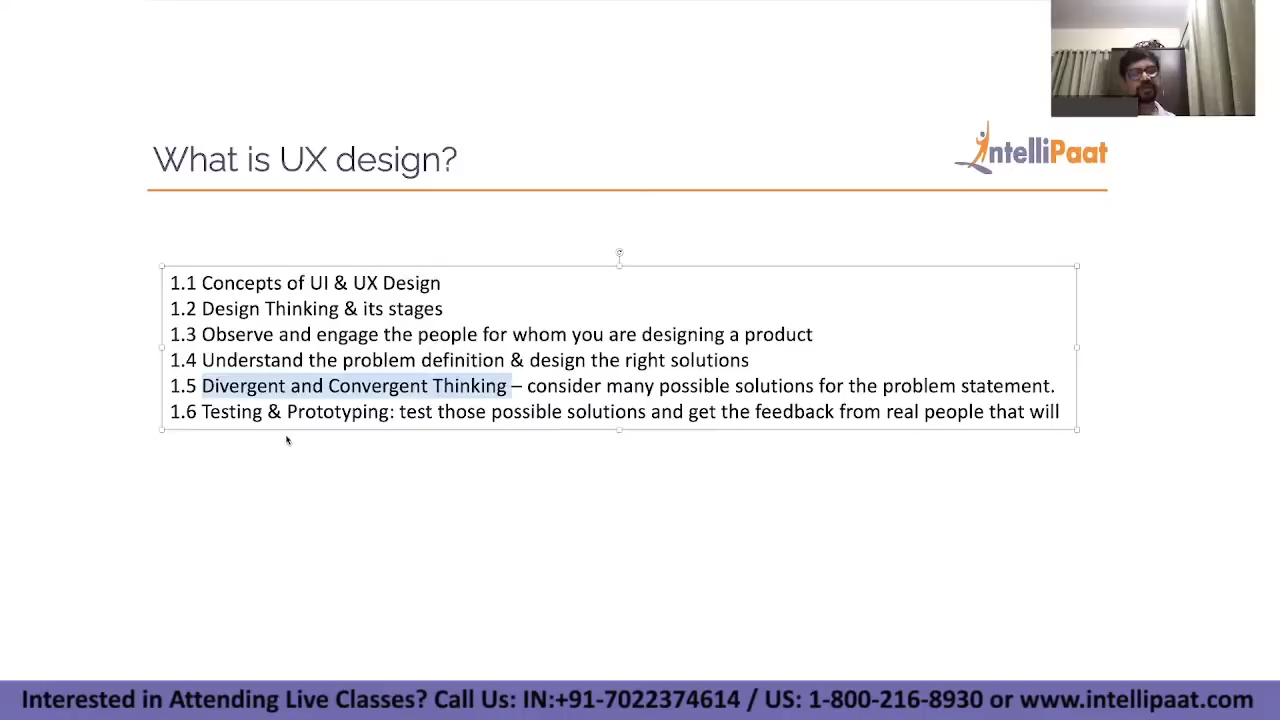 What is UX design?
IntelliPaat
1.1 Concepts of UI & UX Design
1.2 Design Thinking & its stages
1.3 Observe and engage the people for whom you are designing a product
1.4 Understand the problem definition & design the right solutions
1.5 Divergent and Convergent Thinking – consider many possible solutions for the problem statement.
1.6 Testing & Prototyping: test those possible solutions and get the feedback from real people that will
Interested in Attending Live Classes? Call Us: IN:+91-7022374614 / US: 1-800-216-8930 or www.intellipaat.com